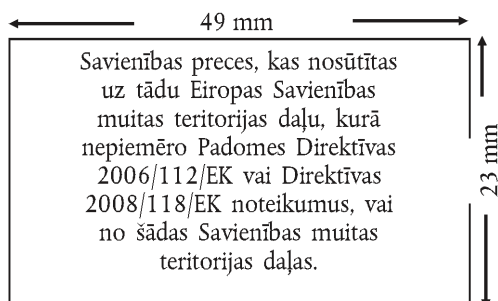 49 mm
Savienības preces, kas nosūtītas
uz tādu Eiropas Savienības
muitas teritorijas daļu, kurā
nepiemēro Padomes Direktīvas
2006/112/EK vai Direktīvas
2008/118/EK noteikumus, vai
no šādas Savienības muitas
teritorijas daļas.
23 mm